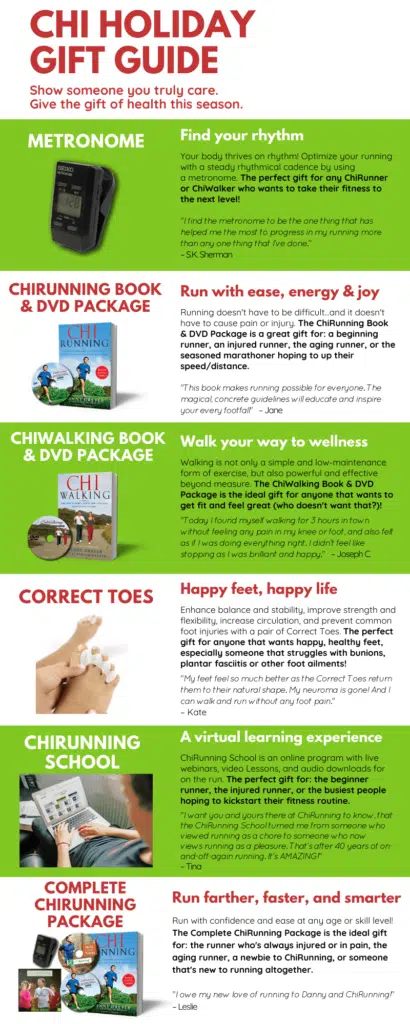 CHI HOLIDAY
GIFT GUIDE
Show someone you truly care.
Give the gift of health this season.
METRONOME
Find your rhythm
Your body thrives on rhythm! Optimize your running
with a steady rhythmical cadence by using
a metronome. The perfect gift for any ChiRunner
or ChiWalker who wants to take their fitness to
the next level!
"I find the metronome to be the one thing that has
helped me the most to progress in my running more
than any one thing that I've done."
– S.K. Sherman
SEIKO
CHIRUNNING BOOK
& DVD PACKAGE
CHI
RUNNING
Run with ease, energy & joy
Running doesn't have to be difficult...and it doesn't
have to cause pain or injury. The ChiRunning Book
& DVD Package is a great gift for: a beginning
runner, an injured runner, the aging runner, or the
seasoned marathoner hoping to up their
speed/distance.
"This book makes running possible for everyone. The
magical, concrete guidelines will educate and inspire
your every footfall" – Jane
CHIWALKING BOOK
& DVD PACKAGE
CHI
WALKING
Walk your way to wellness
Walking is not only a simple and low-maintenance
form of exercise, but also powerful and effective
beyond measure. The ChiWalking Book & DVD
Package is the ideal gift for anyone that wants to
get fit and feel great (who doesn't want that?)!
"Today I found myself walking for 3 hours in town
without feeling any pain in my knee or foot, and also felt
as if I was doing everything right. I didn't feel like
stopping as I was brilliant and happy." – Joseph C.
CORRECT TOES
Happy feet, happy life
Enhance balance and stability, improve strength and
flexibility, increase circulation, and prevent common
foot injuries with a pair of Correct Toes. The perfect
gift for anyone that wants happy, healthy feet,
especially someone that struggles with bunions,
plantar fasciitis or other foot ailments!
"My feet feel so much better as the Correct Toes return
them to their natural shape. My neuroma is gone! And I
can walk and run without any foot pain."
– Kate
CHIRUNNING
SCHOOL
A virtual learning experience
ChiRunning School is an online program with live
webinars, video Lessons, and audio downloads for
on the run. The perfect gift for: the beginner
runner, the injured runner, or the busiest people
hoping to kickstart their fitness routine.
"I want you and yours there at ChiRunning to know, that
the ChiRunning School turned me from someone who
viewed running as a chore to someone who now
views running as a pleasure. That's after 40 years of on-
and-off-again running. It's AMAZING!"
– Tina
COMPLETE
CHIRUNNING
PACKAGE
CHI
RUNNING
Run farther, faster, and smarter
Run with confidence and ease at any age or skill level!
The Complete ChiRunning Package is the ideal
gift for: the runner who's always injured or in pain, the
aging runner, a newbie to ChiRunning, or someone
that's new to running altogether.
"I owe my new love of running to Danny and ChiRunning!"
– Leslie